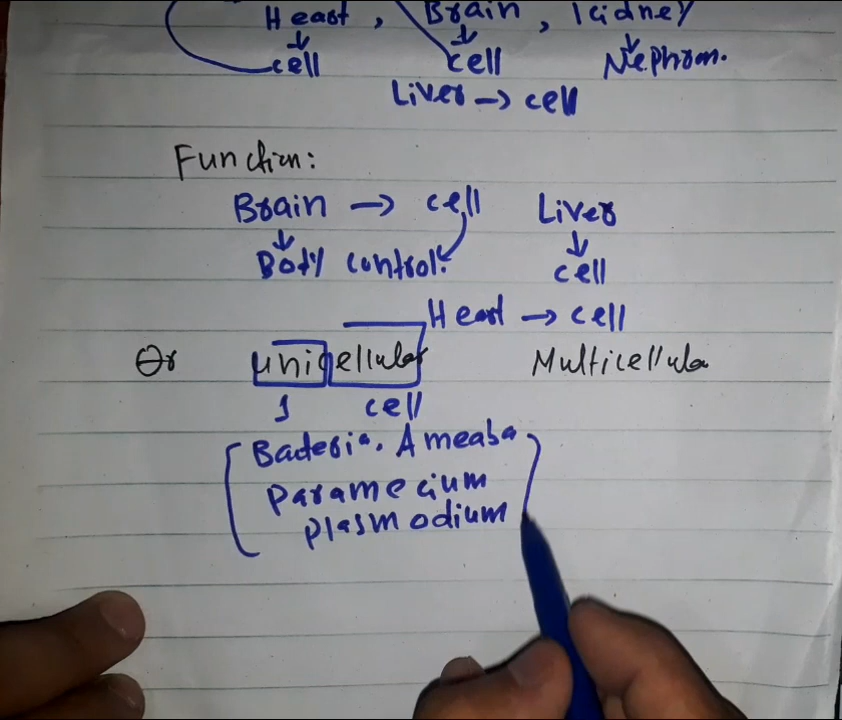 Heart, Brain, Kidney
↓ ↓ ↓
cell cell Nephron.
Liver → cell
Function:
Brain → cell Liver
↓ ↓
Body control. cell
Heart → cell
Or unicellular Multicellula
1 cell
Bacteria, Ameaba
Paramecium
Plasmodium